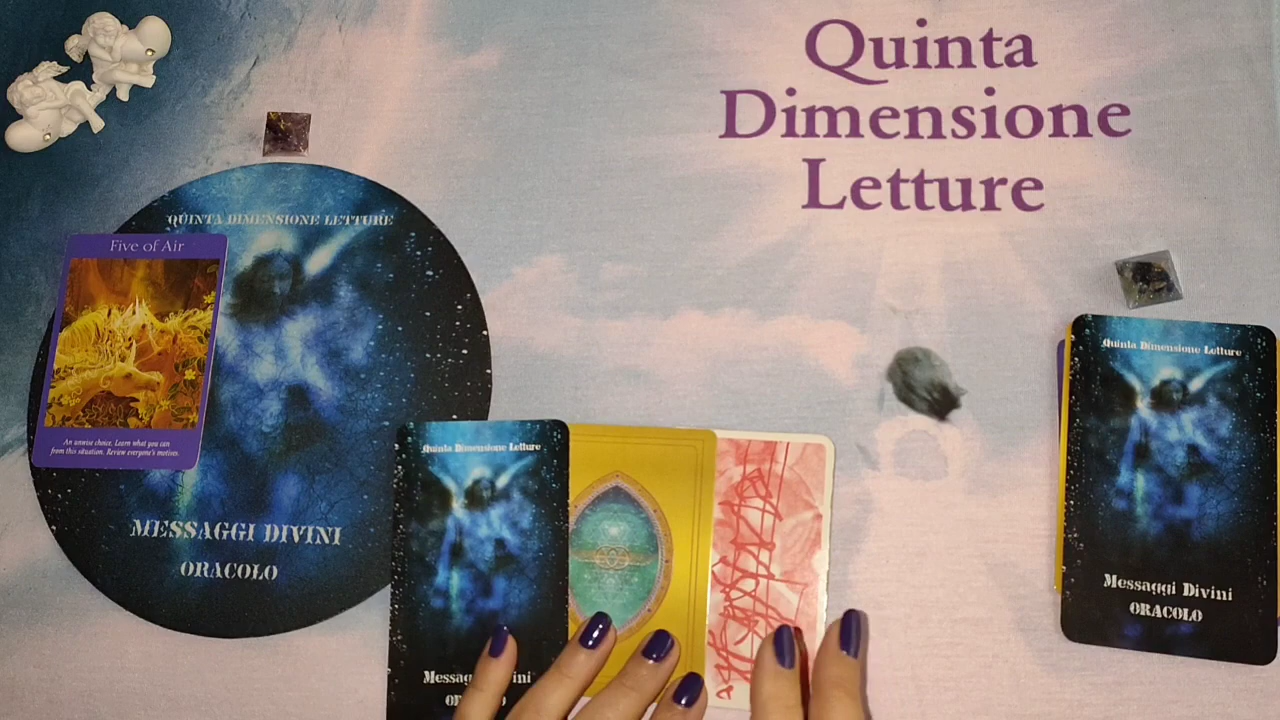 Quinta
Dimensione
Letture
QUINTA DIMENSIONE LETTURE
Five of Air
An unwise choice. Learn what you can
from this situation. Review everyone's motives.
MESSAGGI DIVINI
ORACOLO
Quinta Dimensione Letture
Quinta Dimensione Letture
Messaggi Divini
ORACOLO